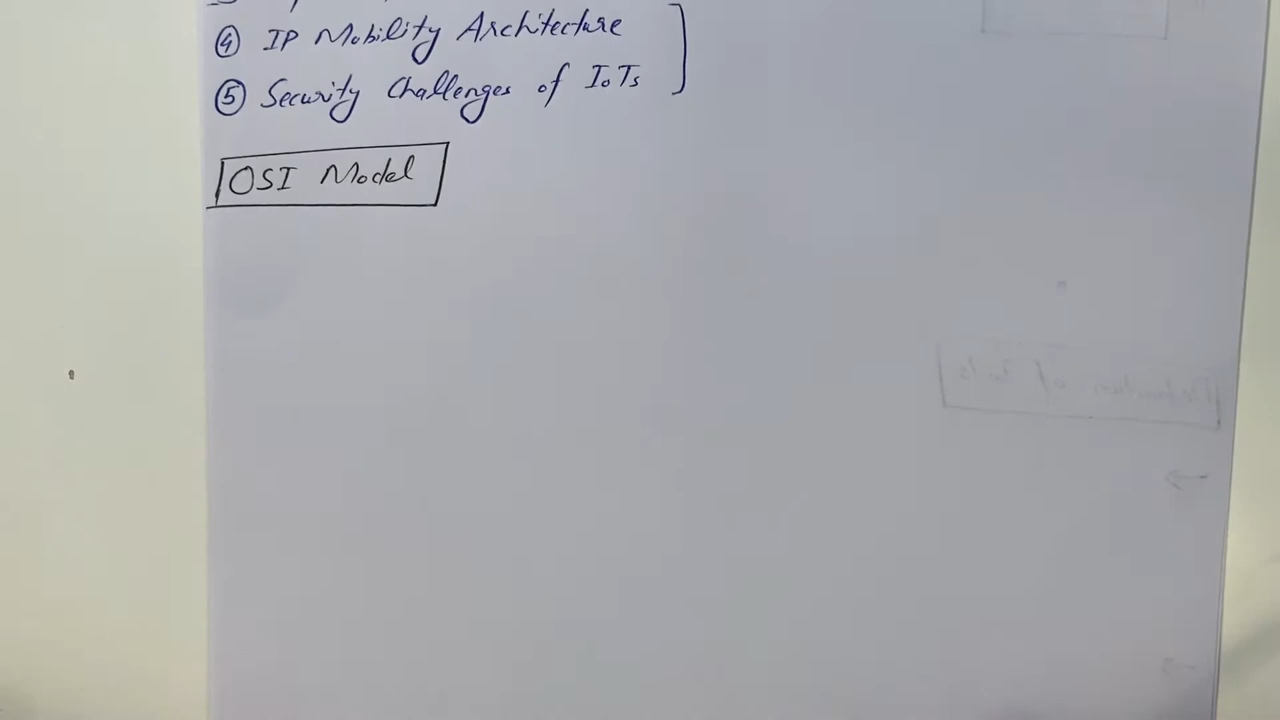 ④ IP Mobility Architecture
⑤ Security Challenges of IoTs
OSI Model